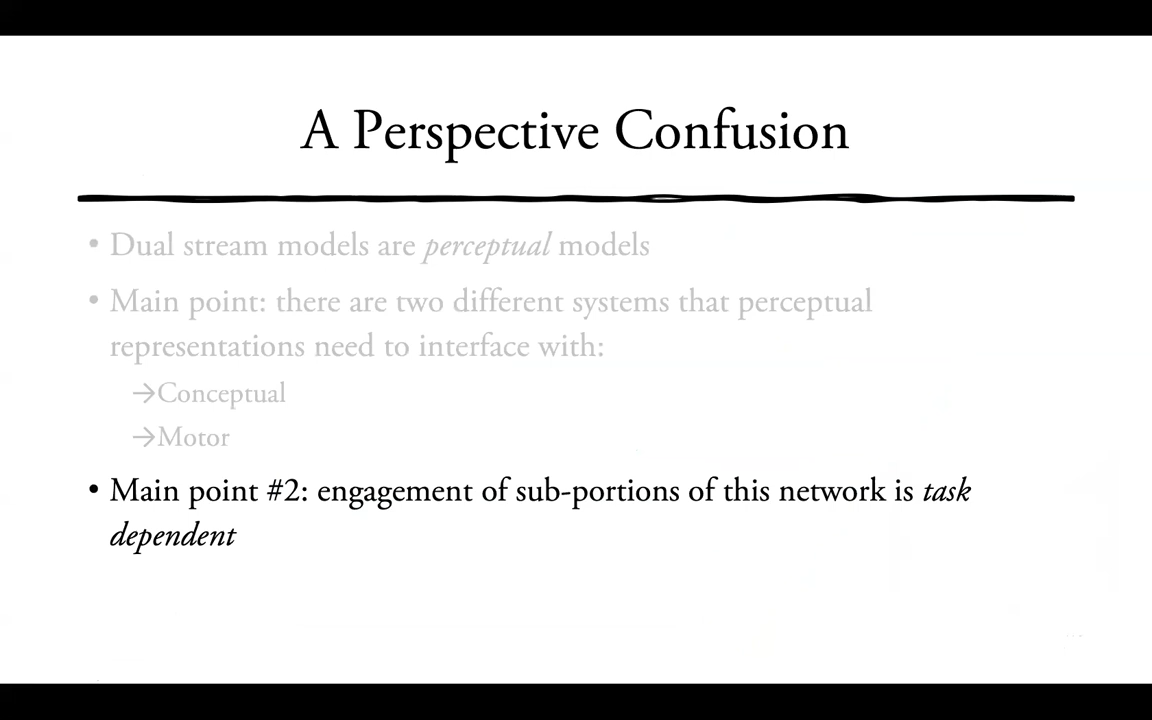 A Perspective Confusion
• Dual stream models are perceptual models
• Main point: there are two different systems that perceptual
representations need to interface with:
→Conceptual
→Motor
• Main point #2: engagement of sub-portions of this network is task
dependent